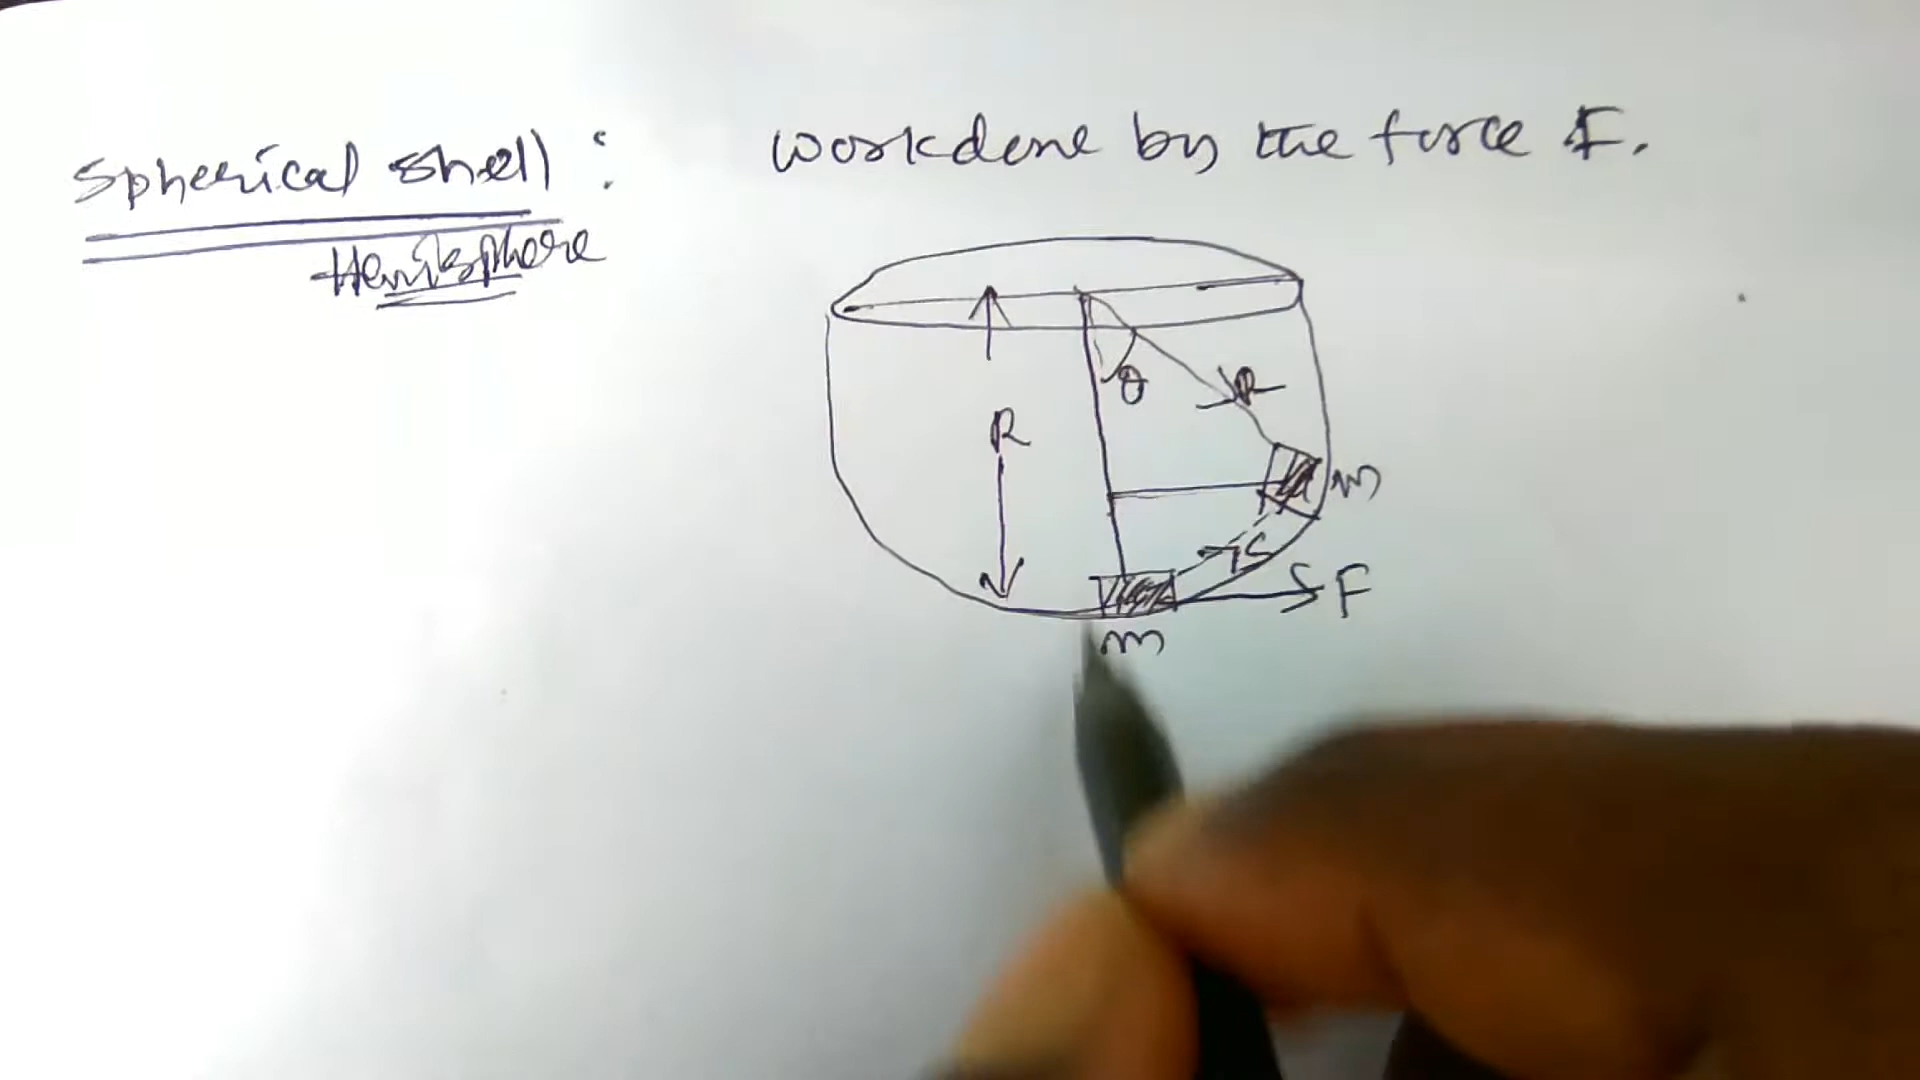 Spherical shell :
Hemisphere
workdone by the force F.
θ
R
R
m
S
F
m